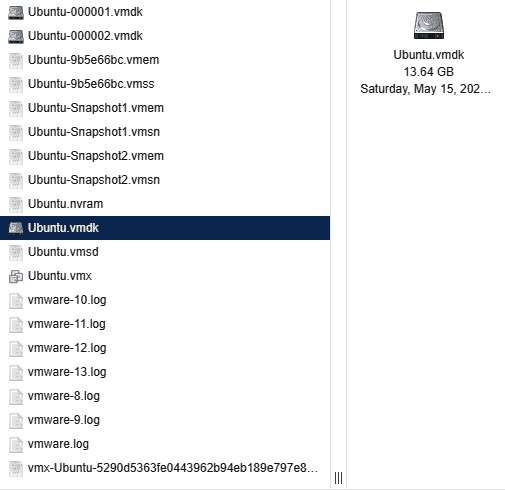 Ubuntu-000001.vmdk
Ubuntu-000002.vmdk
Ubuntu-9b5e66bc.vmem
Ubuntu-9b5e66bc.vmss
Ubuntu-Snapshot1.vmem
Ubuntu-Snapshot1.vmsn
Ubuntu-Snapshot2.vmem
Ubuntu-Snapshot2.vmsn
Ubuntu.nvram
Ubuntu.vmdk
Ubuntu.vmsd
Ubuntu.vmx
vmware-10.log
vmware-11.log
vmware-12.log
vmware-13.log
vmware-8.log
vmware-9.log
vmware.log
vmx-Ubuntu-5290d5363fe0443962b94eb189e797e8...
Ubuntu.vmdk
13.64 GB
Saturday, May 15, 202...